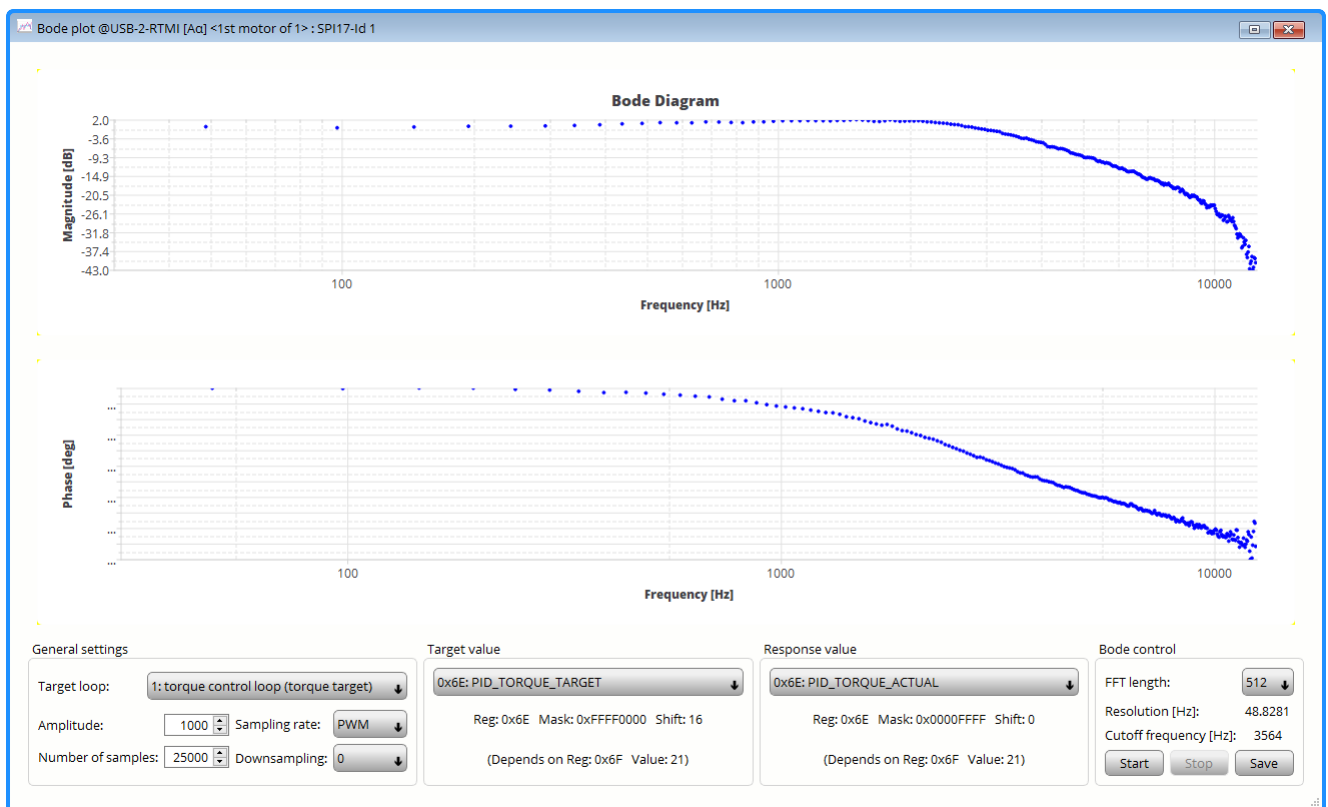 Bode plot @USB-2-RTMI [Aα] <1st motor of 1> : SPI17-Id 1
Bode Diagram
Magnitude [dB]
2.0
-3.6
-9.3
-14.9
-20.5
-26.1
-31.8
-37.4
-43.0
100 1000 10000
Frequency [Hz]
Phase [deg]
...
...
...
...
...
...
100 1000 10000
Frequency [Hz]
General settings
Target loop: 1: torque control loop (torque target)
Amplitude: 1000 Sampling rate: PWM
Number of samples: 25000 Downsampling: 0
Target value
0x6E: PID_TORQUE_TARGET
Reg: 0x6E Mask: 0xFFFF0000 Shift: 16
(Depends on Reg: 0x6F Value: 21)
Response value
0x6E: PID_TORQUE_ACTUAL
Reg: 0x6E Mask: 0x0000FFFF Shift: 0
(Depends on Reg: 0x6F Value: 21)
Bode control
FFT length: 512
Resolution [Hz]: 48.8281
Cutoff frequency [Hz]: 3564
Start Stop Save